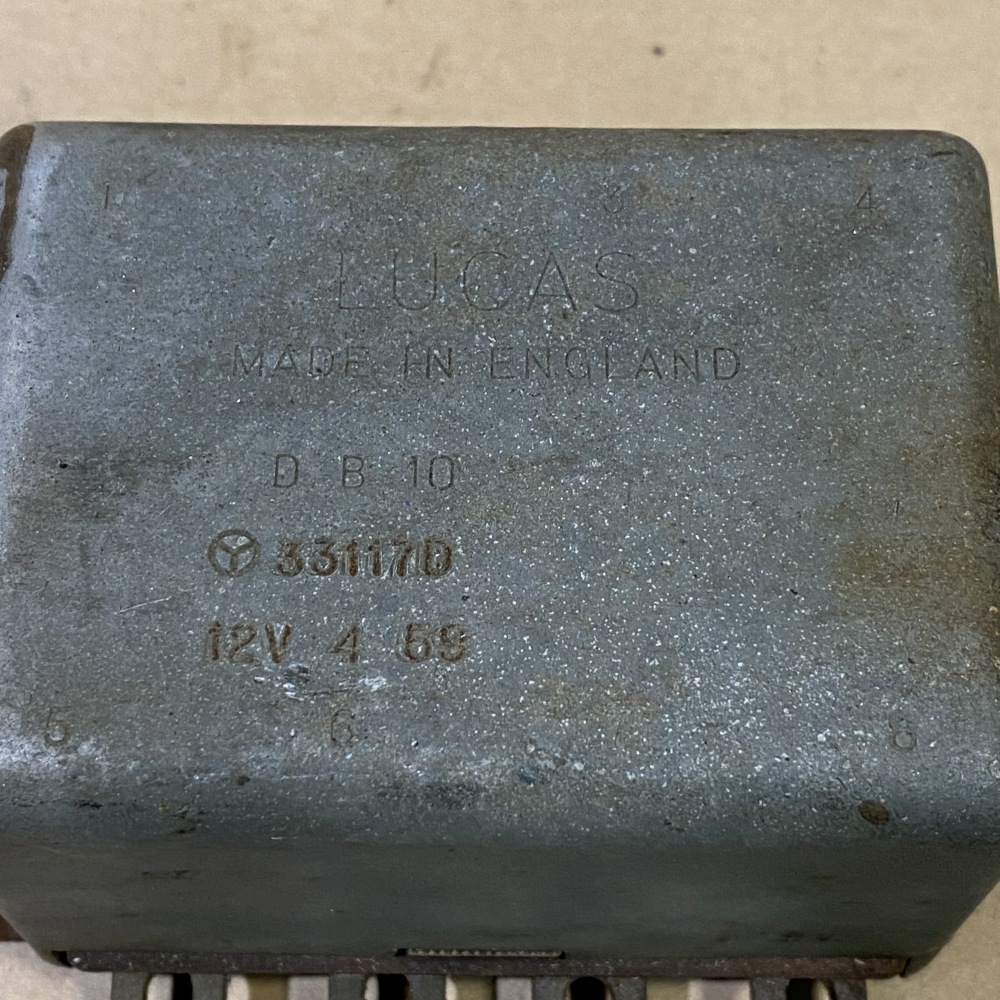 1 3 4
LUCAS
MADE IN ENGLAND
D B 10
33117D
12V 4 59
5 6 8